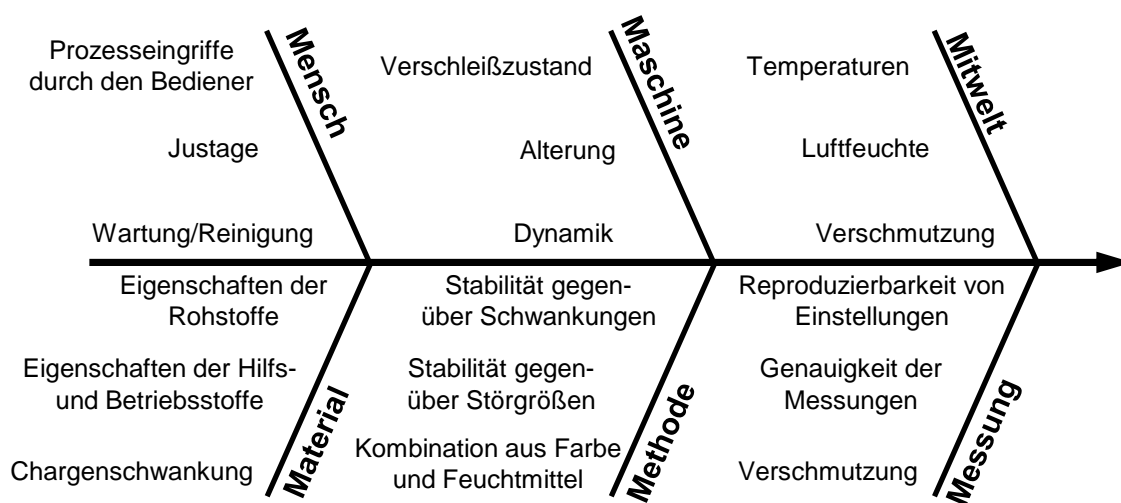 Prozesseingriffe
durch den Bediener
Justage
Wartung/Reinigung
Mensch
Verschleißzustand
Alterung
Dynamik
Maschine
Temperaturen
Luftfeuchte
Verschmutzung
Mitwelt
Eigenschaften der
Rohstoffe
Eigenschaften der Hilfs-
und Betriebsstoffe
Chargenschwankung
Material
Stabilität gegen-
über Schwankungen
Stabilität gegen-
über Störgrößen
Kombination aus Farbe
und Feuchtmittel
Methode
Reproduzierbarkeit von
Einstellungen
Genauigkeit der
Messungen
Verschmutzung
Messung